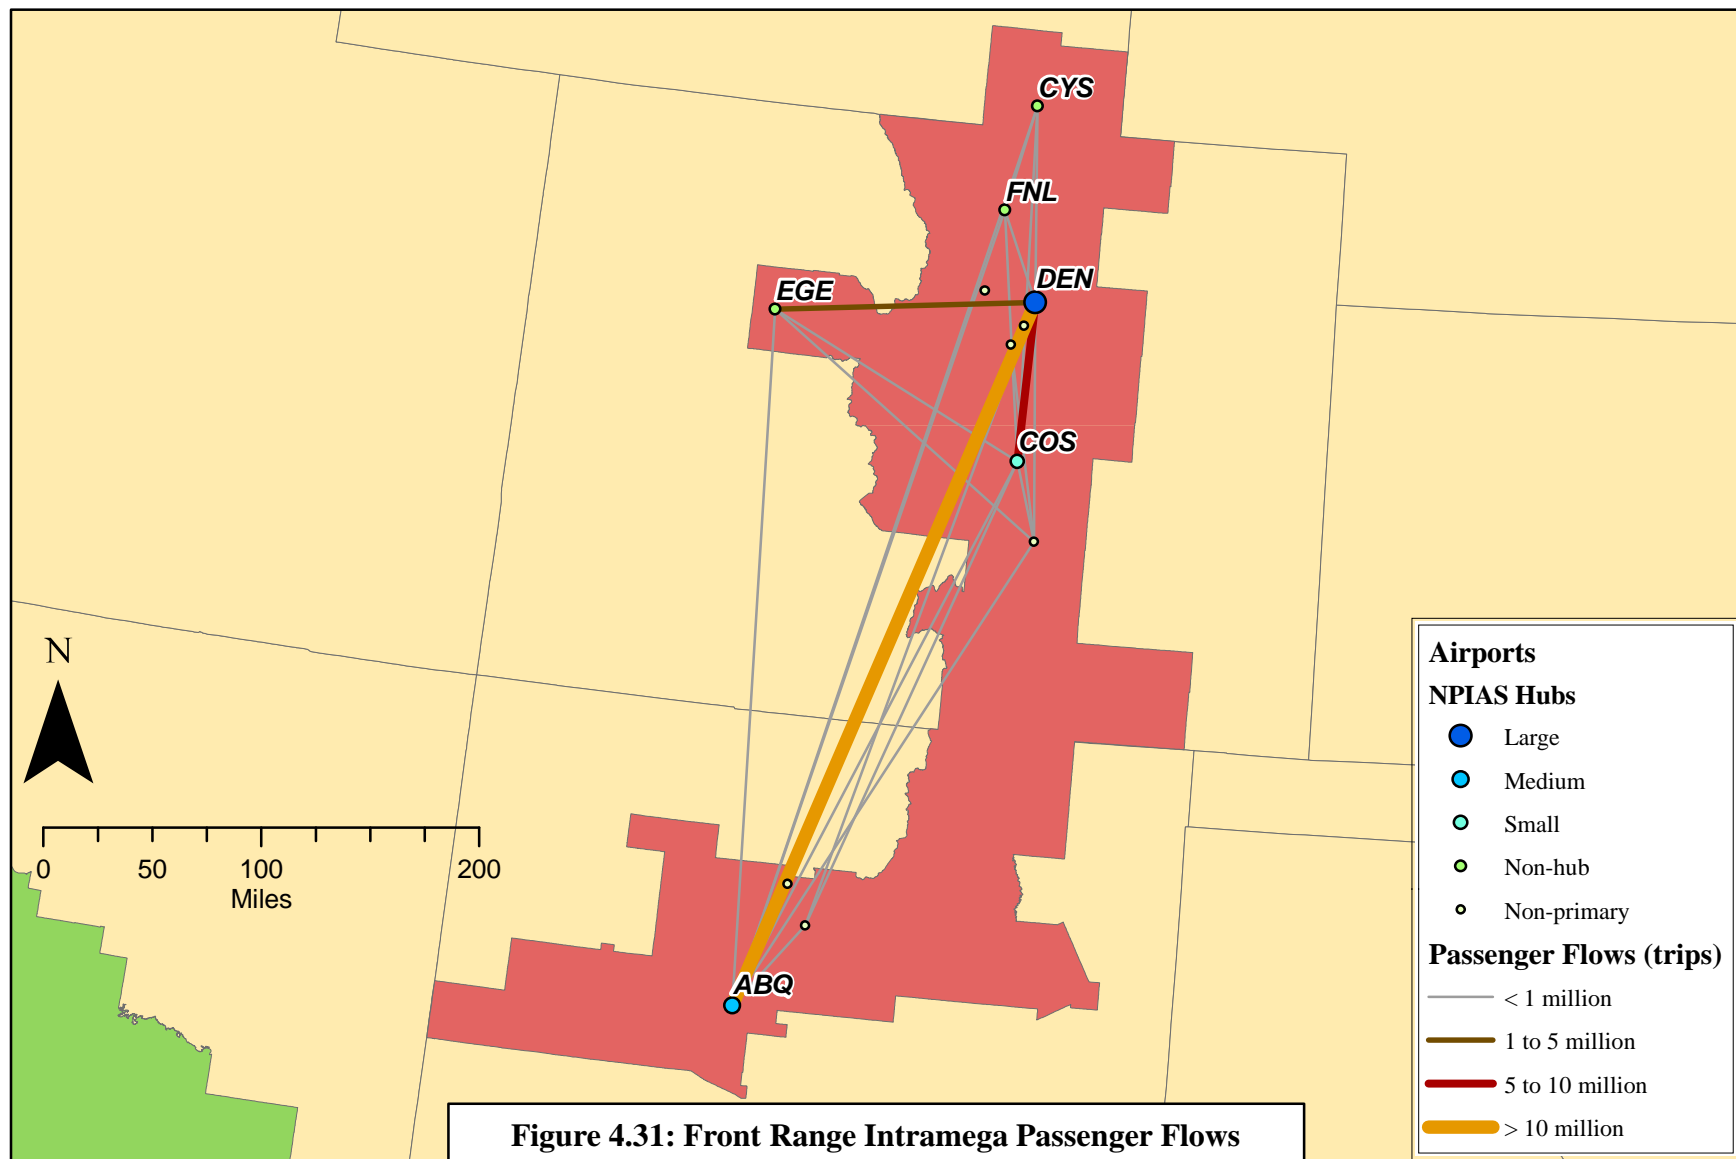 CYS
FNL
DEN
EGE
COS
N
0 50 100 200
Miles
ABQ
Airports
NPIAS Hubs
Large
Medium
Small
Non-hub
Non-primary
Passenger Flows (trips)
< 1 million
1 to 5 million
5 to 10 million
> 10 million
Figure 4.31: Front Range Intramega Passenger Flows